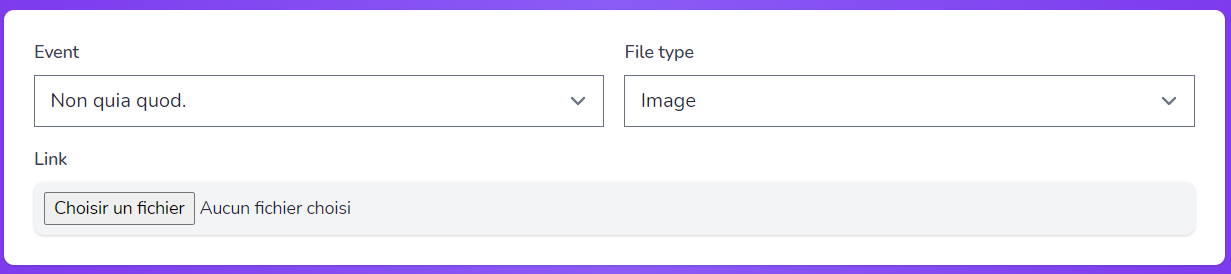 Event
File type
Non quia quod.
Image
Link
Choisir un fichier Aucun fichier choisi